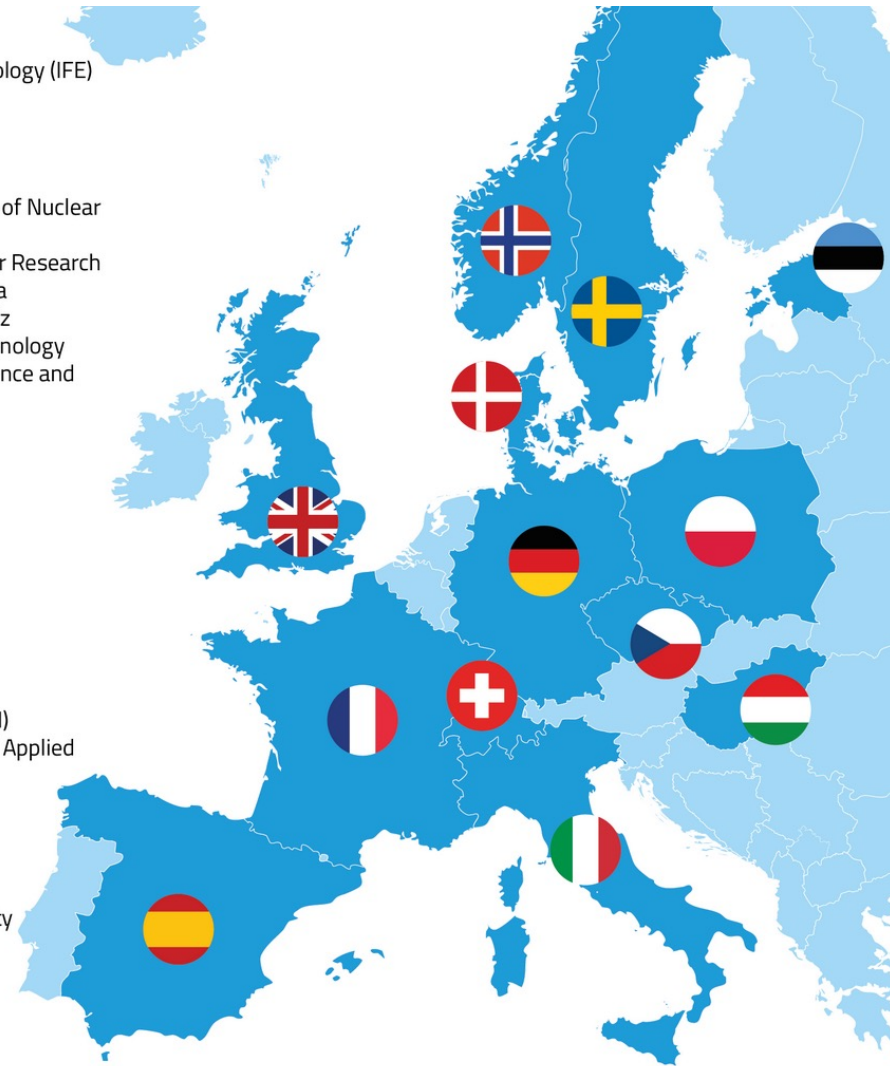 ology (IFE)
of Nuclear
r Research
a
z
nology
nce and
l)
Applied
ty